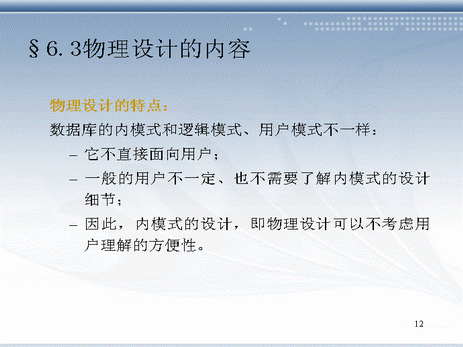 §6.3物理设计的内容
物理设计的特点：
数据库的内模式和逻辑模式、用户模式不一样：
– 它不直接面向用户；
– 一般的用户不一定、也不需要了解内模式的设计
细节；
– 因此，内模式的设计，即物理设计可以不考虑用
户理解的方便性。
12